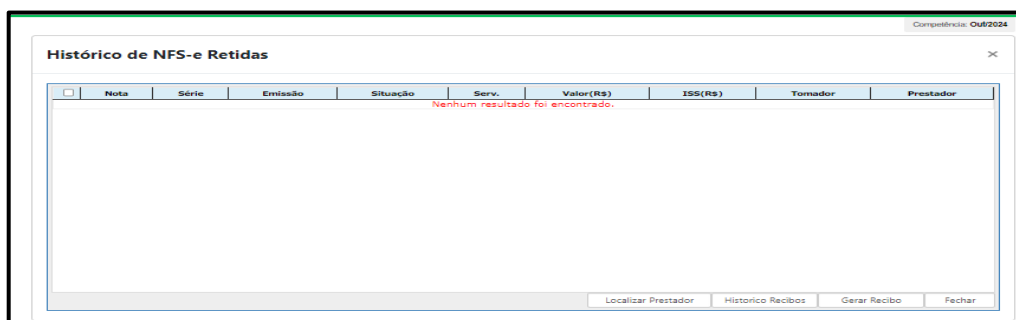 Competência: Out/2024
Histórico de NFS-e Retidas ×
Nota Série Emissão Situação Serv. Valor(R$) ISS(R$) Tomador Prestador
Nenhum resultado foi encontrado.
Localizar Prestador Historico Recibos Gerar Recibo Fechar